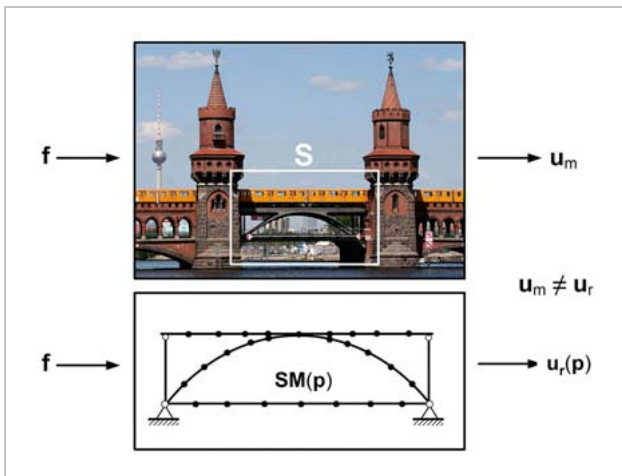 S
f
u_m
u_m ≠ u_r
f
SM(p)
u_r(p)